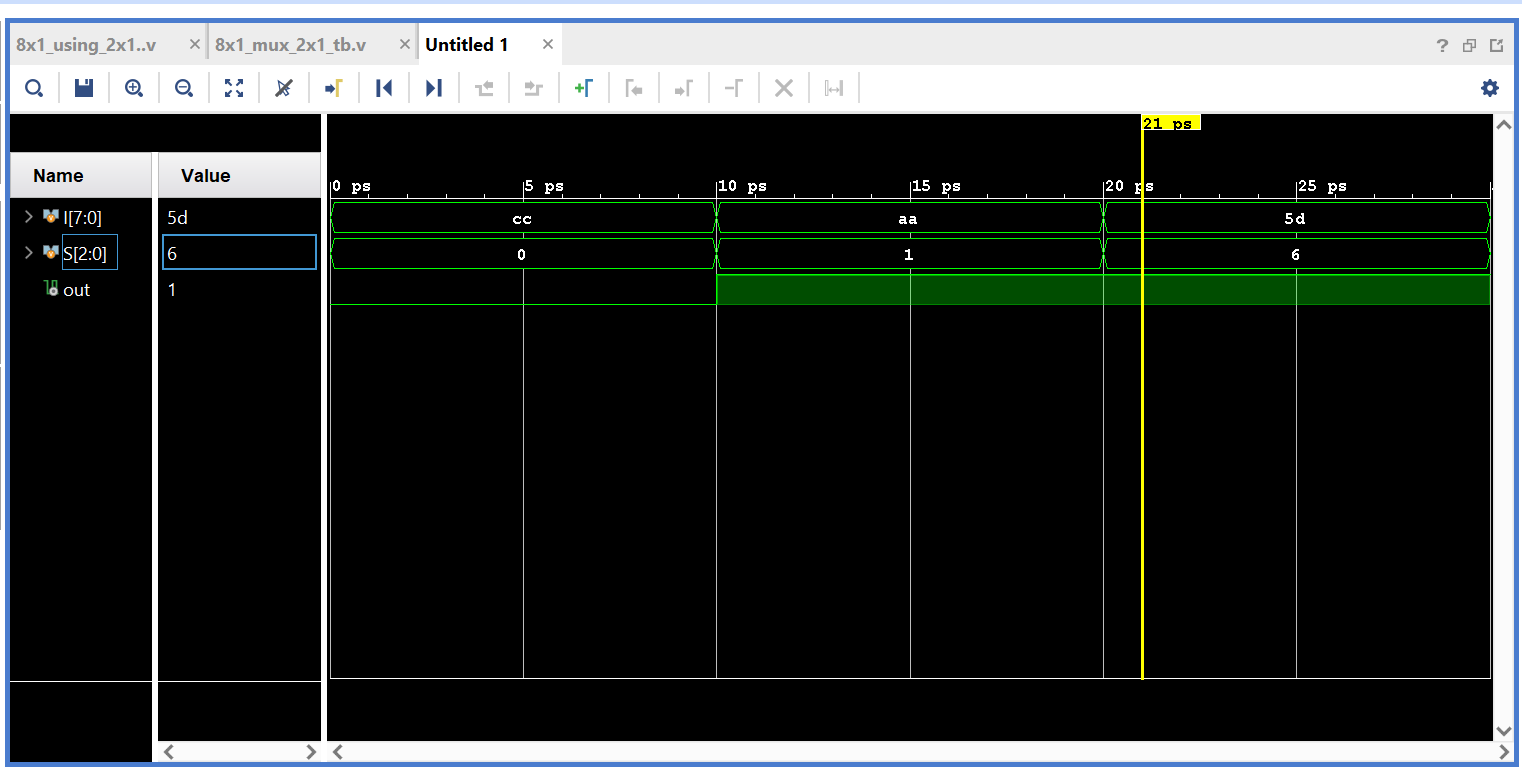 8x1_using_2x1..v × 8x1_mux_2x1_tb.v × Untitled 1 ×
21 ps
Name Value
0 ps 5 ps 10 ps 15 ps 20 ps 25 ps
I[7:0] 5d cc aa 5d
S[2:0] 6 0 1 6
out 1